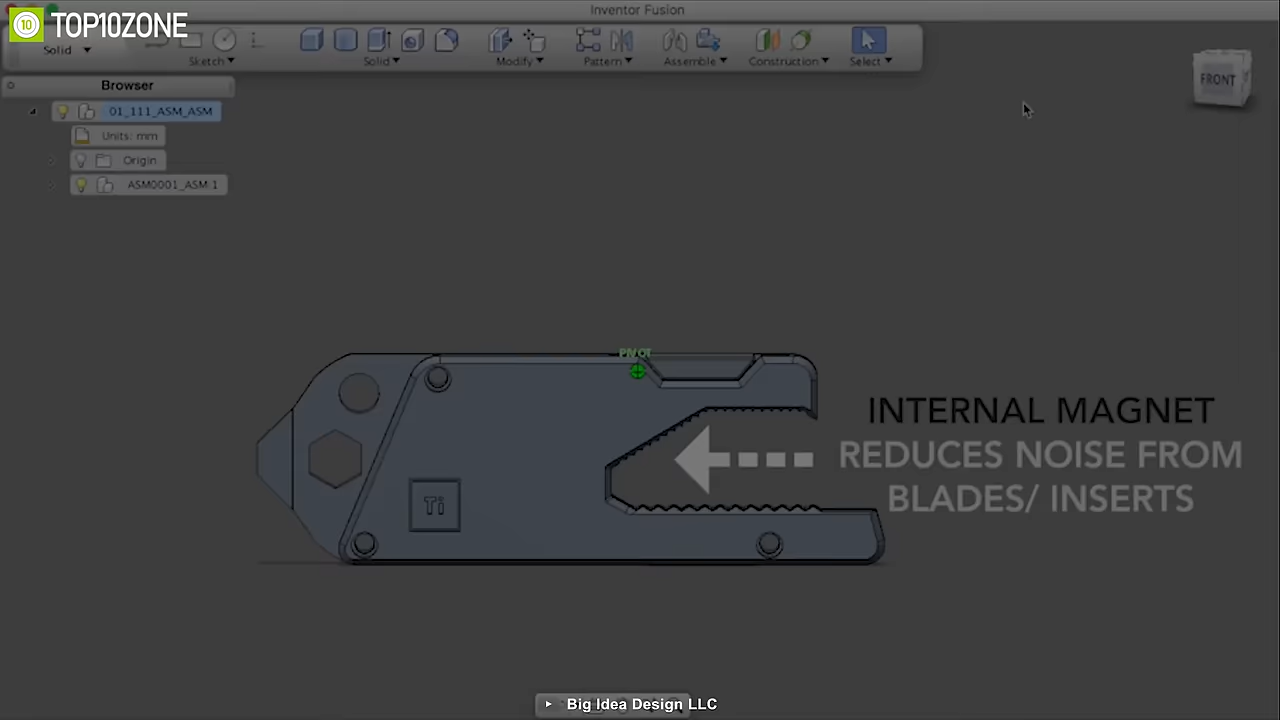 TOP10ZONE
Inventor Fusion
Solid
Sketch
Solid
Modify
Pattern
Assemble
Construction
Select
FRONT
Browser
01_111_ASM_ASM
Units: mm
Origin
ASM0001_ASM:1
PIVOT
INTERNAL MAGNET
REDUCES NOISE FROM
BLADES/ INSERTS
Ti
Big Idea Design LLC